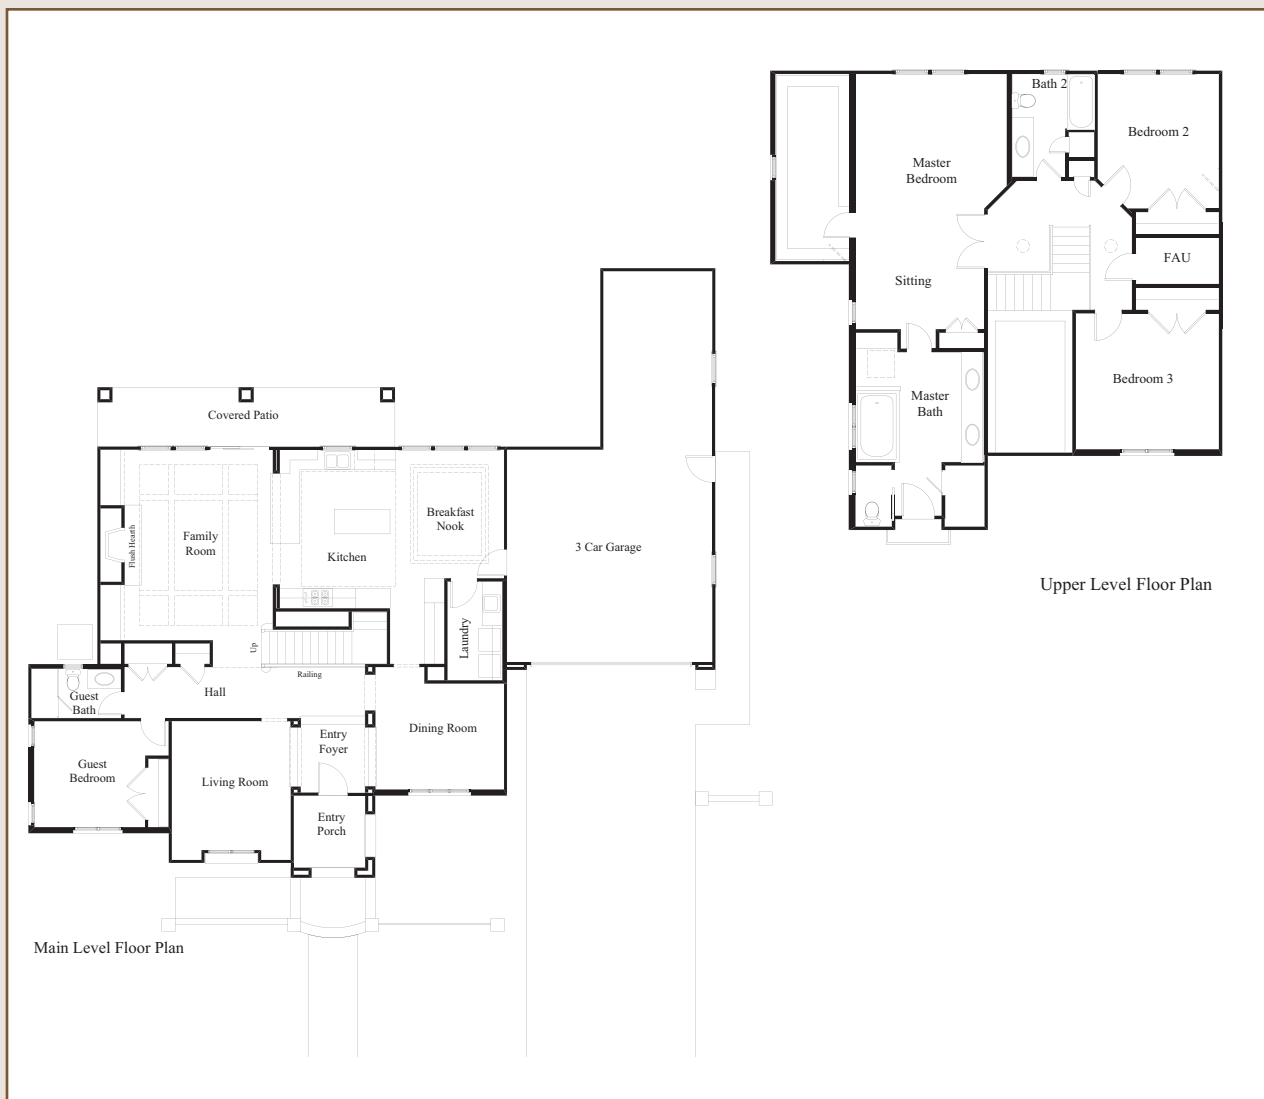 Bath 2
Bedroom 2
Master
Bedroom
FAU
Sitting
Bedroom 3
Master
Bath
Upper Level Floor Plan
Covered Patio
Breakfast
Nook
Family
Room
Flush Hearth
Kitchen
3 Car Garage
Laundry
Up
Railing
Hall
Guest
Bath
Dining Room
Entry
Foyer
Guest
Bedroom
Living Room
Entry
Porch
Main Level Floor Plan